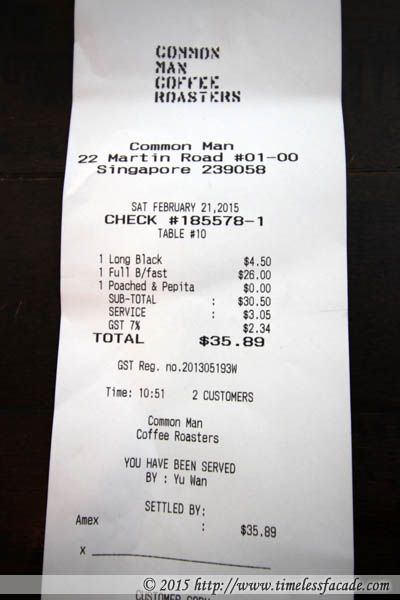 COMMON
MAN
COFFEE
ROASTERS
Common Man
22 Martin Road #01-00
Singapore 239058
SAT FEBRUARY 21,2015
CHECK #185578-1
TABLE #10
1 Long Black $4.50
1 Full B/fast $26.00
1 Poached & Pepita $0.00
SUB-TOTAL : $30.50
SERVICE : $3.05
GST 7% $2.34
TOTAL $35.89
GST Reg. no.201305193W
Time: 10:51 2 CUSTOMERS
Common Man
Coffee Roasters
YOU HAVE BEEN SERVED
BY : Yu Wan
SETTLED BY:
Amex : $35.89
x
CUSTOMER COPY
© 2015 http://www.timelessfacade.com